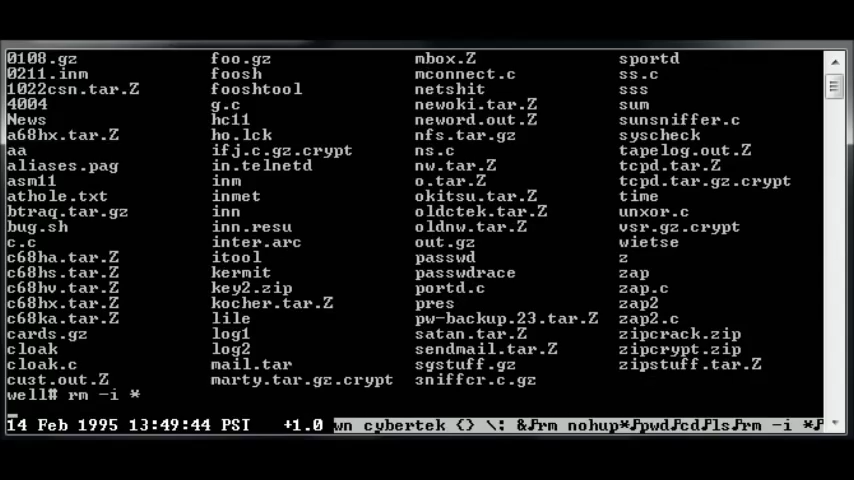 0108.gz foo.gz mbox.Z sportd
0211.inm foosh mconnect.c ss.c
1022csn.tar.Z fooshtool netshit sss
4004 g.c newoki.tar.Z sum
News hc11 neword.out.Z sunsniffer.c
a68hx.tar.Z ho.lck nfs.tar.gz syscheck
aa ifj.c.gz.crypt ns.c tapelog.out.Z
aliases.pag in.telnetd nw.tar.Z tcpd.tar.Z
asm11 inm o.tar.Z tcpd.tar.gz.crypt
athole.txt inmet okitsu.tar.Z time
btraq.tar.gz inn oldctek.tar.Z unxor.c
bug.sh inn.resu oldnw.tar.Z vsr.gz.crypt
c.c inter.arc out.gz wietse
c68ha.tar.Z itool passwd z
c68hs.tar.Z kermit passwdrace zap
c68hv.tar.Z key2.zip portd.c zap.c
c68hx.tar.Z kocher.tar.Z pres zap2
c68ka.tar.Z lile pw-backup.23.tar.Z zap2.c
cards.gz log1 satan.tar.Z zipcrack.zip
cloak log2 sendmail.tar.Z zipcrypt.zip
cloak.c mail.tar sgstuff.gz zipstuff.tar.Z
cust.out.Z marty.tar.gz.crypt sniffer.c.gz
well# rm -i *
14 Feb 1995 13:49:44 PST +1.0 wn cybertek {} \; &♪rm nohup*♪pwd♪cd♪ls♪rm -i *♪